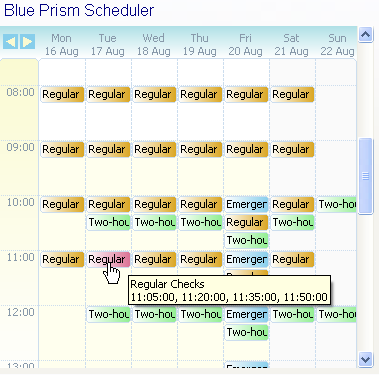 Blue Prism Scheduler
Mon Tue Wed Thu Fri Sat Sun
16 Aug 17 Aug 18 Aug 19 Aug 20 Aug 21 Aug 22 Aug
08:00 Regular Regular Regular Regular Regular Regular
09:00 Regular Regular Regular Regular Regular Regular
10:00 Regular Regular Regular Regular Emergen Regular Two-hou
Two-hou Two-hou Two-hou Regular Two-hou
Two-hou
11:00 Regular Regular Regular Regular Emergen Regular
Regular Checks
11:05:00, 11:20:00, 11:35:00, 11:50:00
12:00 Two-hou Two-hou Two-hou Emergen Two-hou Two-hou
Two-hou
13:00